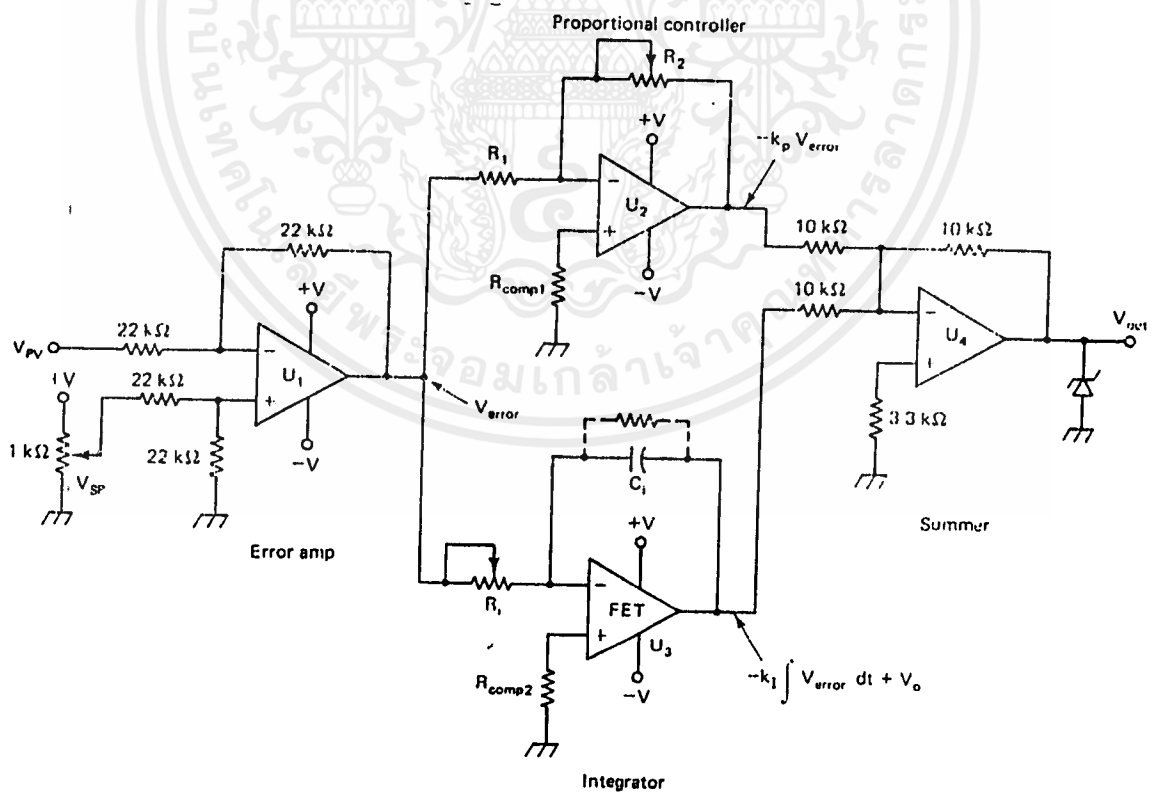 Proportional controller
R2
+V
R1
−
U2
+
−kp Verror
Rcomp1
−V
10 kΩ
10 kΩ
10 kΩ
−
U4
+
3.3 kΩ
Summer
22 kΩ
+V
VPV
22 kΩ
−
U1
+
22 kΩ
1 kΩ
VSP
22 kΩ
−V
Verror
Error amp
Ci
+V
−
FET
+
U3
Rcomp2
−V
−kI ∫ Verror dt + Vo
Integrator